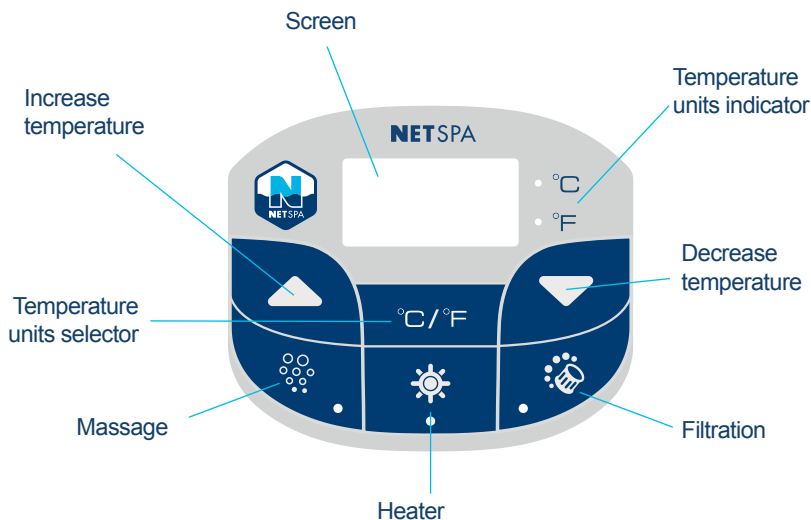 Screen
Temperature
units indicator
Increase
temperature
NETSPA
°C
N
NETSPA
°F
Decrease
temperature
Temperature
units selector
°C/°F
Massage
Filtration
Heater